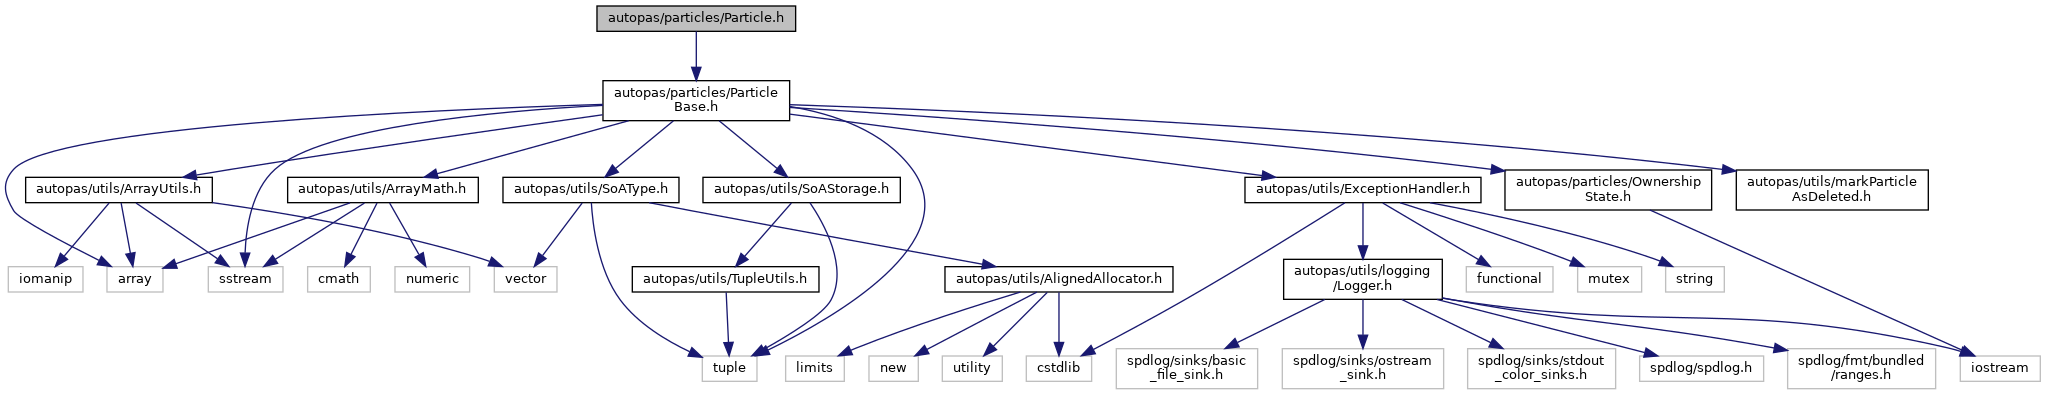 autopas/particles/Particle.h
autopas/particles/Particle
Base.h
autopas/utils/ArrayUtils.h
autopas/utils/ArrayMath.h
autopas/utils/SoAType.h
autopas/utils/SoAStorage.h
autopas/utils/ExceptionHandler.h
autopas/particles/Ownership
State.h
autopas/utils/markParticle
AsDeleted.h
iomanip
array
sstream
cmath
numeric
vector
autopas/utils/TupleUtils.h
autopas/utils/AlignedAllocator.h
autopas/utils/logging
/Logger.h
functional
mutex
string
tuple
limits
new
utility
cstdlib
spdlog/sinks/basic
_file_sink.h
spdlog/sinks/ostream
_sink.h
spdlog/sinks/stdout
_color_sinks.h
spdlog/spdlog.h
spdlog/fmt/bundled
/ranges.h
iostream